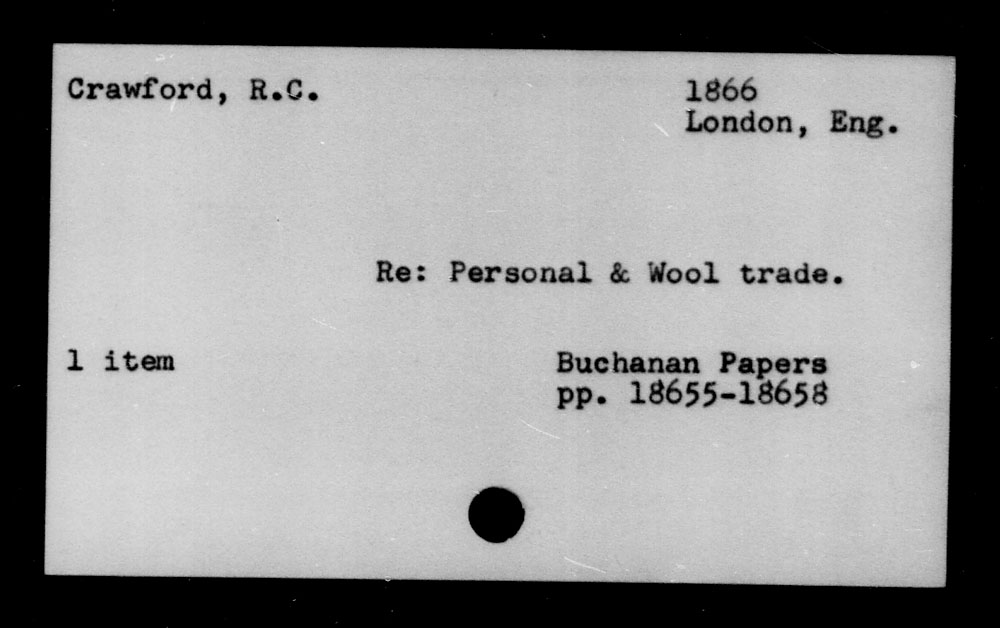 Crawford, R.C.
1866
London, Eng.
Re: Personal & Wool trade.
1 item
Buchanan Papers
pp. 18655-18658